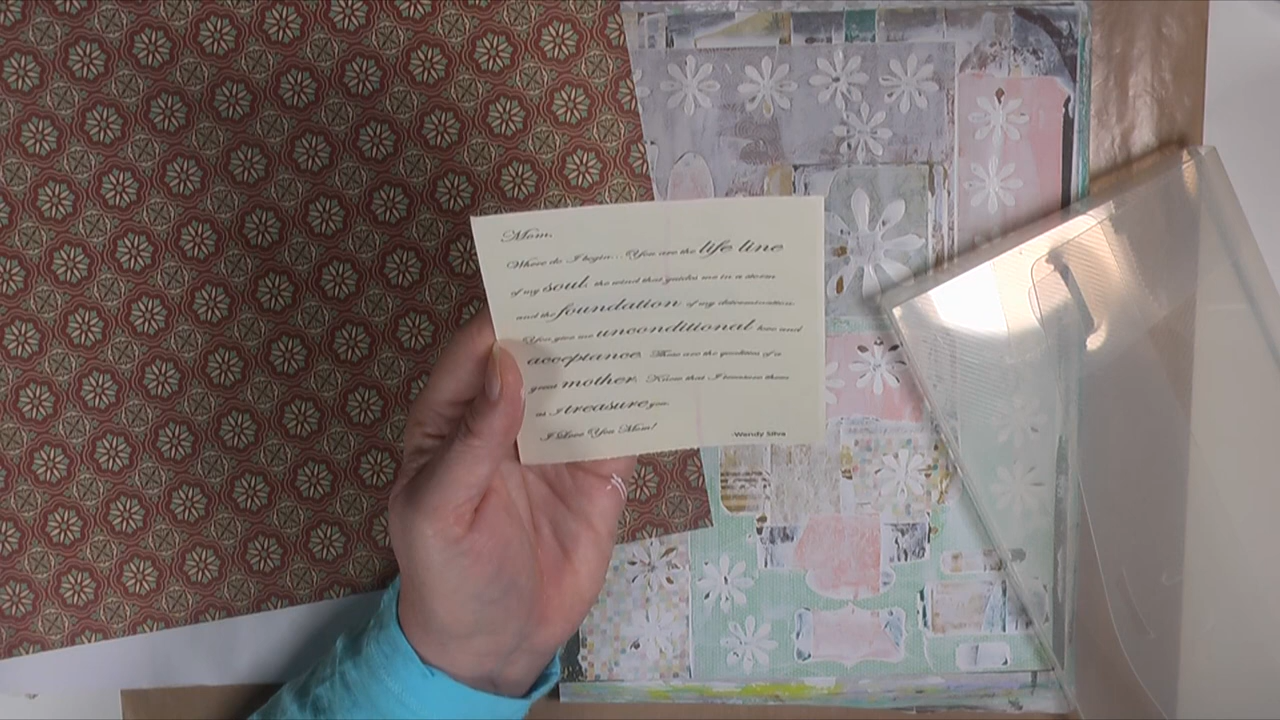 Mom,
Where do I begin... You are the life line
of my soul, the wind that guides me in a storm
and the foundation of my determination.
You give me unconditional love and
acceptance. These are the qualities of a
great mother. Know that I treasure them
as I treasure you.
I Love You Mom!
-Wendy Silva